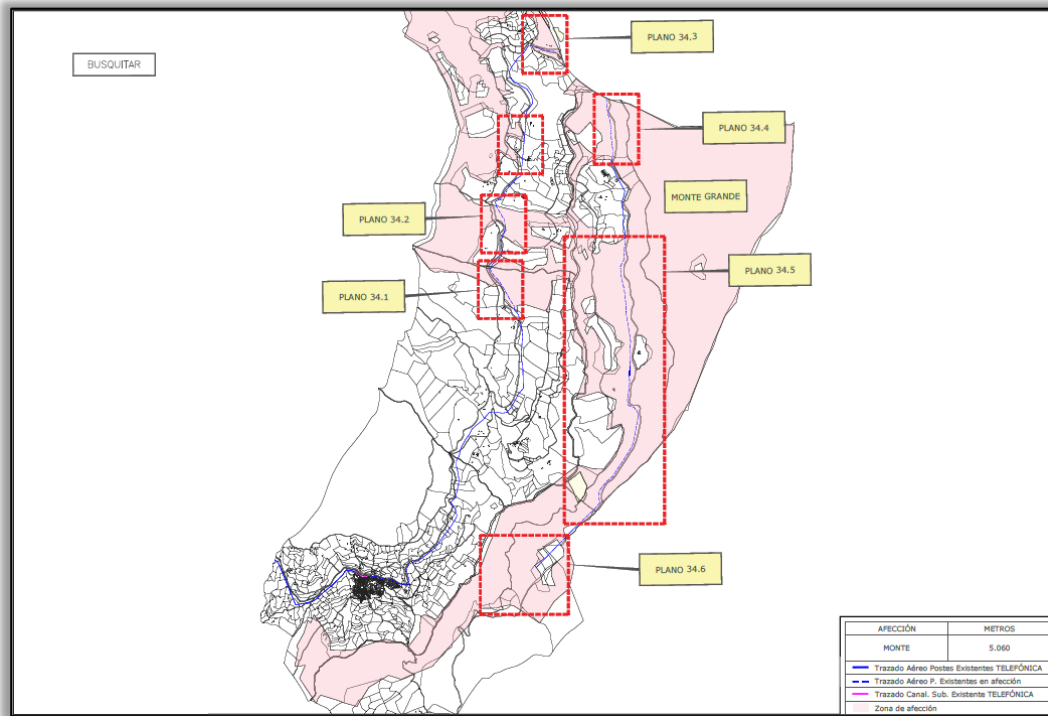 PLANO 34.3
BUSQUITAR
PLANO 34.4
MONTE GRANDE
PLANO 34.2
PLANO 34.5
PLANO 34.1
PLANO 34.6
AFECCIÓN METROS
MONTE 5.060
Trazado Aéreo Postes Existentes TELEFÓNICA
Trazado Aéreo P. Existentes en afección
Trazado Canal. Sub. Existente TELEFÓNICA
Zona de afección